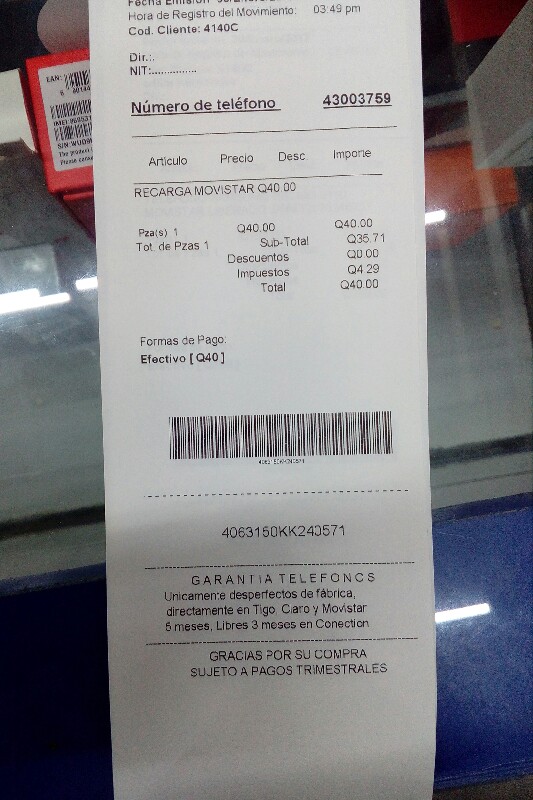 Fecha Emisión
Hora de Registro del Movimiento: 03:49 pm
Cod. Cliente: 4140C
Dir.:.
NIT:..............
Número de teléfono 43003759
Articulo Precio Desc Importe
RECARGA MOVISTAR Q40.00
Pza(s) 1 Q40.00 Q40.00
Tot. de Pzas 1 Sub-Total Q35.71
Descuentos Q0.00
Impuestos Q4.29
Total Q40.00
Formas de Pago:
Efectivo [ Q40 ]
4063150KK240571
4063150KK240571
GARANTIA TELEFONOS
Unicamente desperfectos de fábrica,
directamente en Tigo, Claro y Movistar
6 meses, Libres 3 meses en Conection
GRACIAS POR SU COMPRA
SUJETO A PAGOS TRIMESTRALES
EAN:
The product
Please